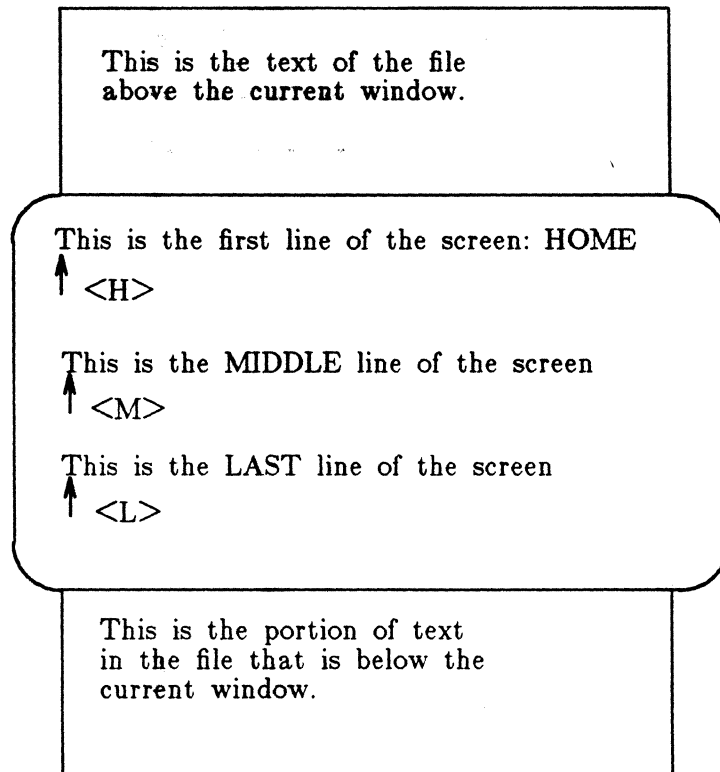 This is the text of the file
above the current window.
This is the first line of the screen: HOME
<H>
This is the MIDDLE line of the screen
<M>
This is the LAST line of the screen
<L>
This is the portion of text
in the file that is below the
current window.